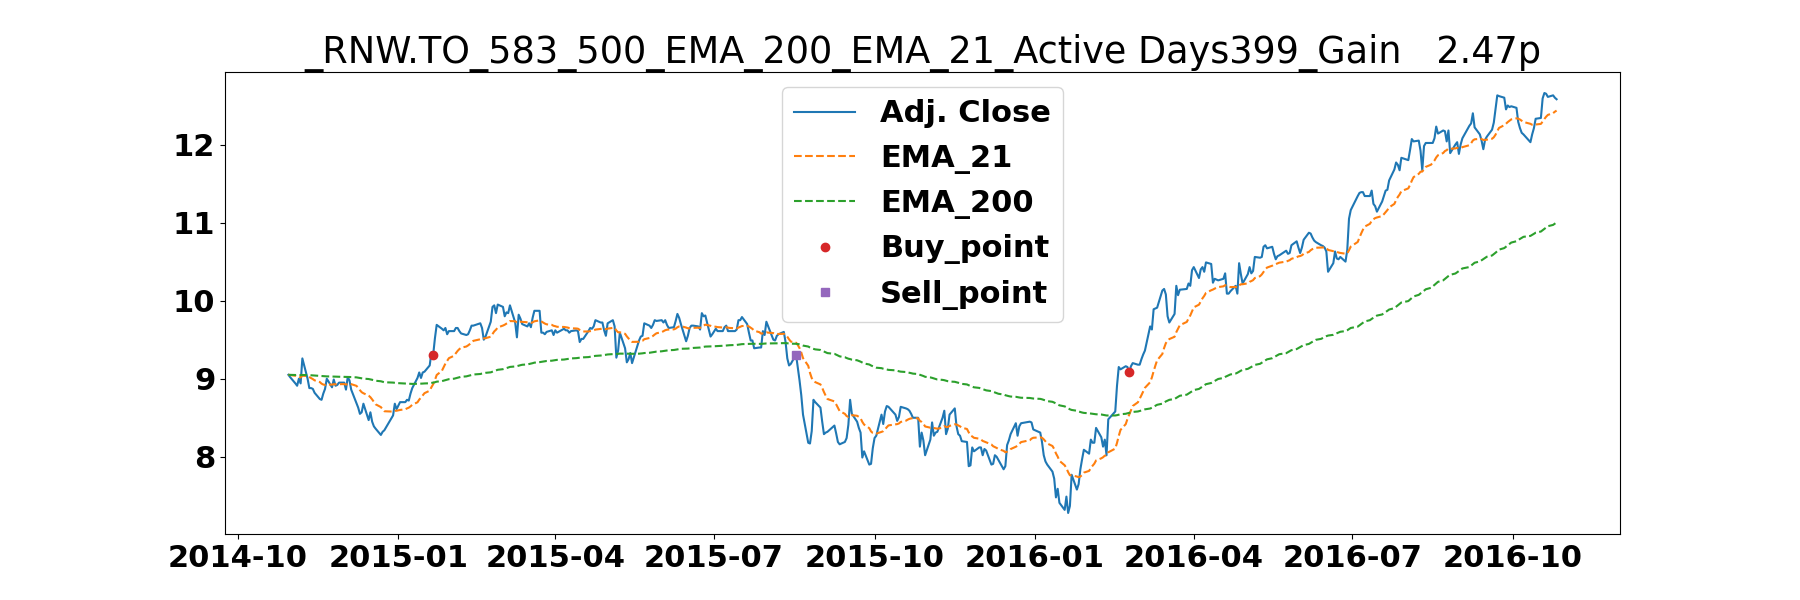 _RNW.TO_583_500_EMA_200_EMA_21_Active Days399_Gain   2.47p
Adj. Close
EMA_21
EMA_200
Buy_point
Sell_point
12
11
10
9
8
2014-10 2015-01 2015-04 2015-07 2015-10 2016-01 2016-04 2016-07 2016-10